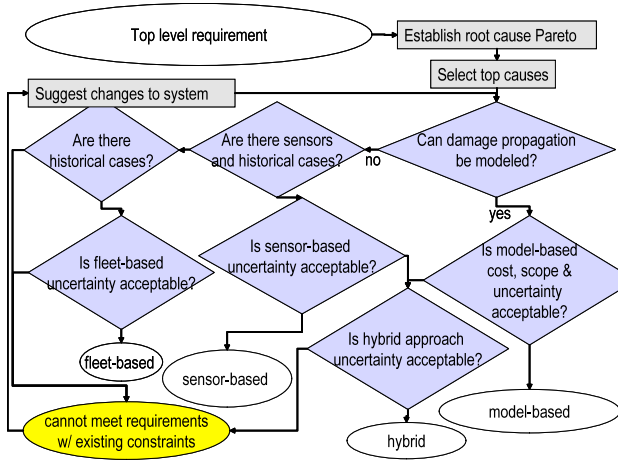 Top level requirement
Establish root cause Pareto
Select top causes
Suggest changes to system
Are there
historical cases?
Are there sensors
and historical cases?
no
Can damage propagation
be modeled?
yes
Is fleet-based
uncertainty acceptable?
Is sensor-based
uncertainty acceptable?
Is model-based
cost, scope &
uncertainty
acceptable?
Is hybrid approach
uncertainty acceptable?
fleet-based
sensor-based
cannot meet requirements
w/ existing constraints
hybrid
model-based